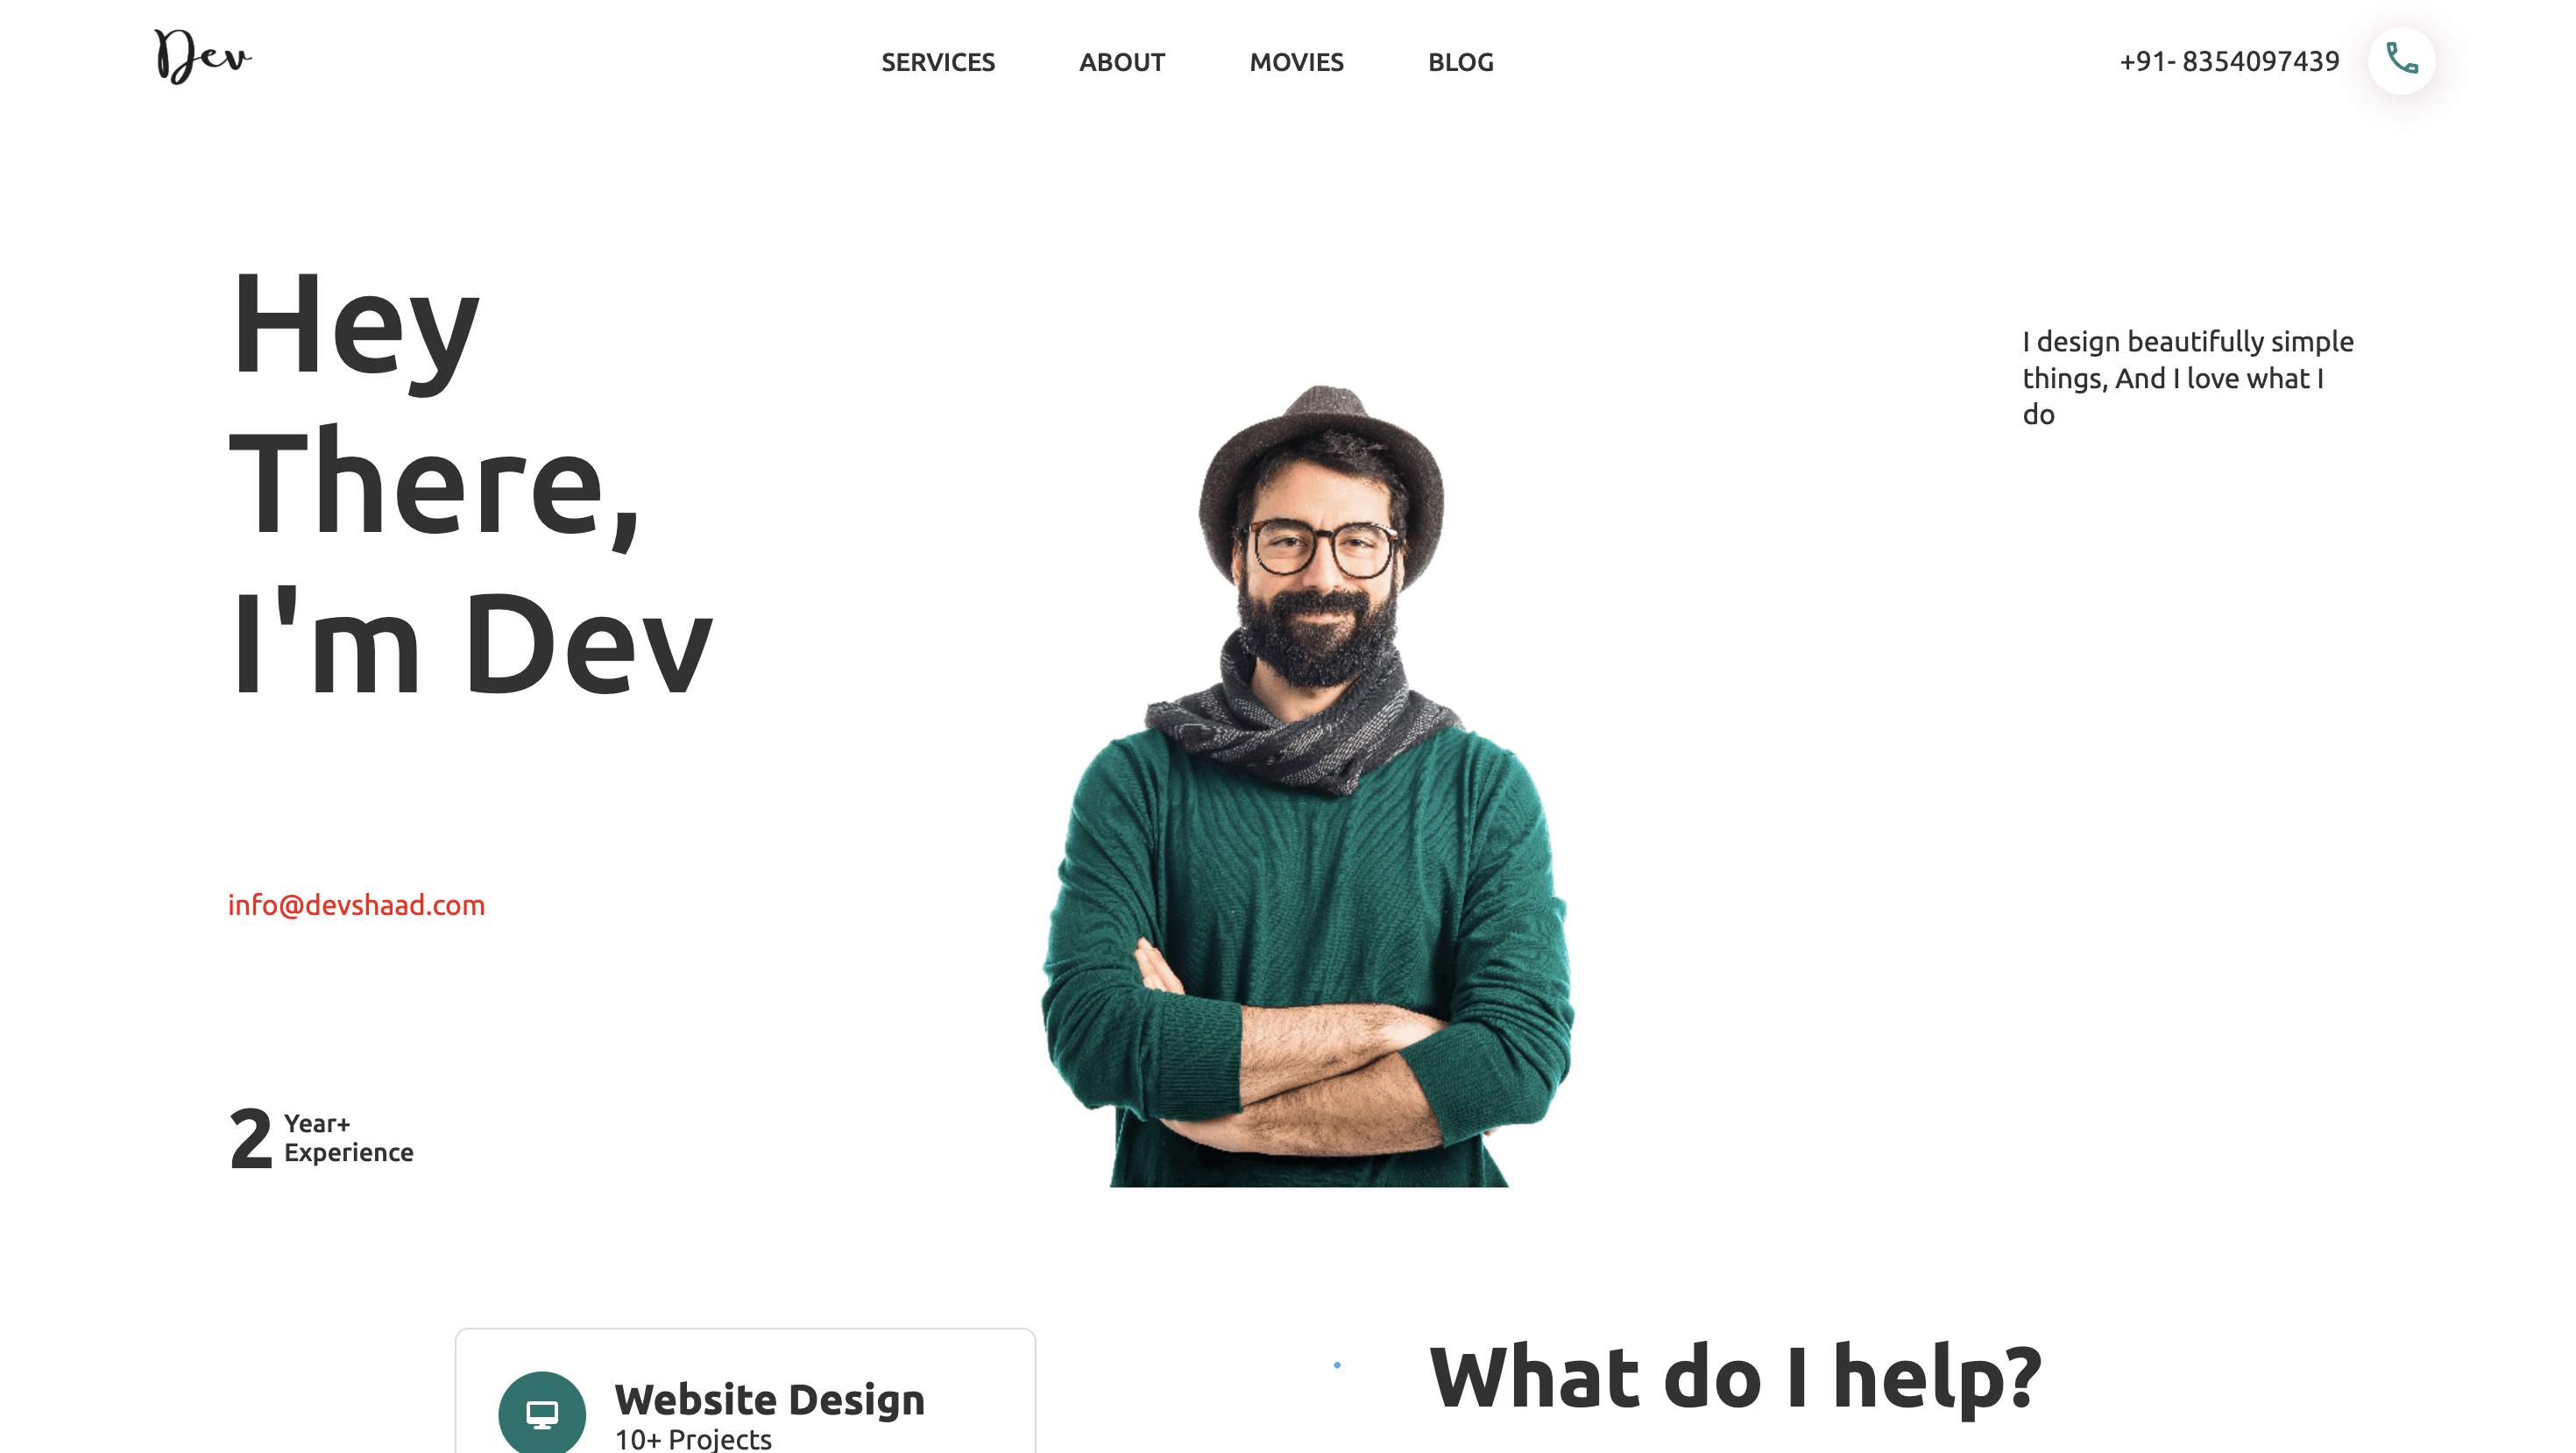 Dev
SERVICES
ABOUT
MOVIES
BLOG
+91- 8354097439
Hey
There,
I'm Dev
I design beautifully simple
things, And I love what I
do
info@devshaad.com
2
Year+
Experience
Website Design
10+ Projects
What do I help?